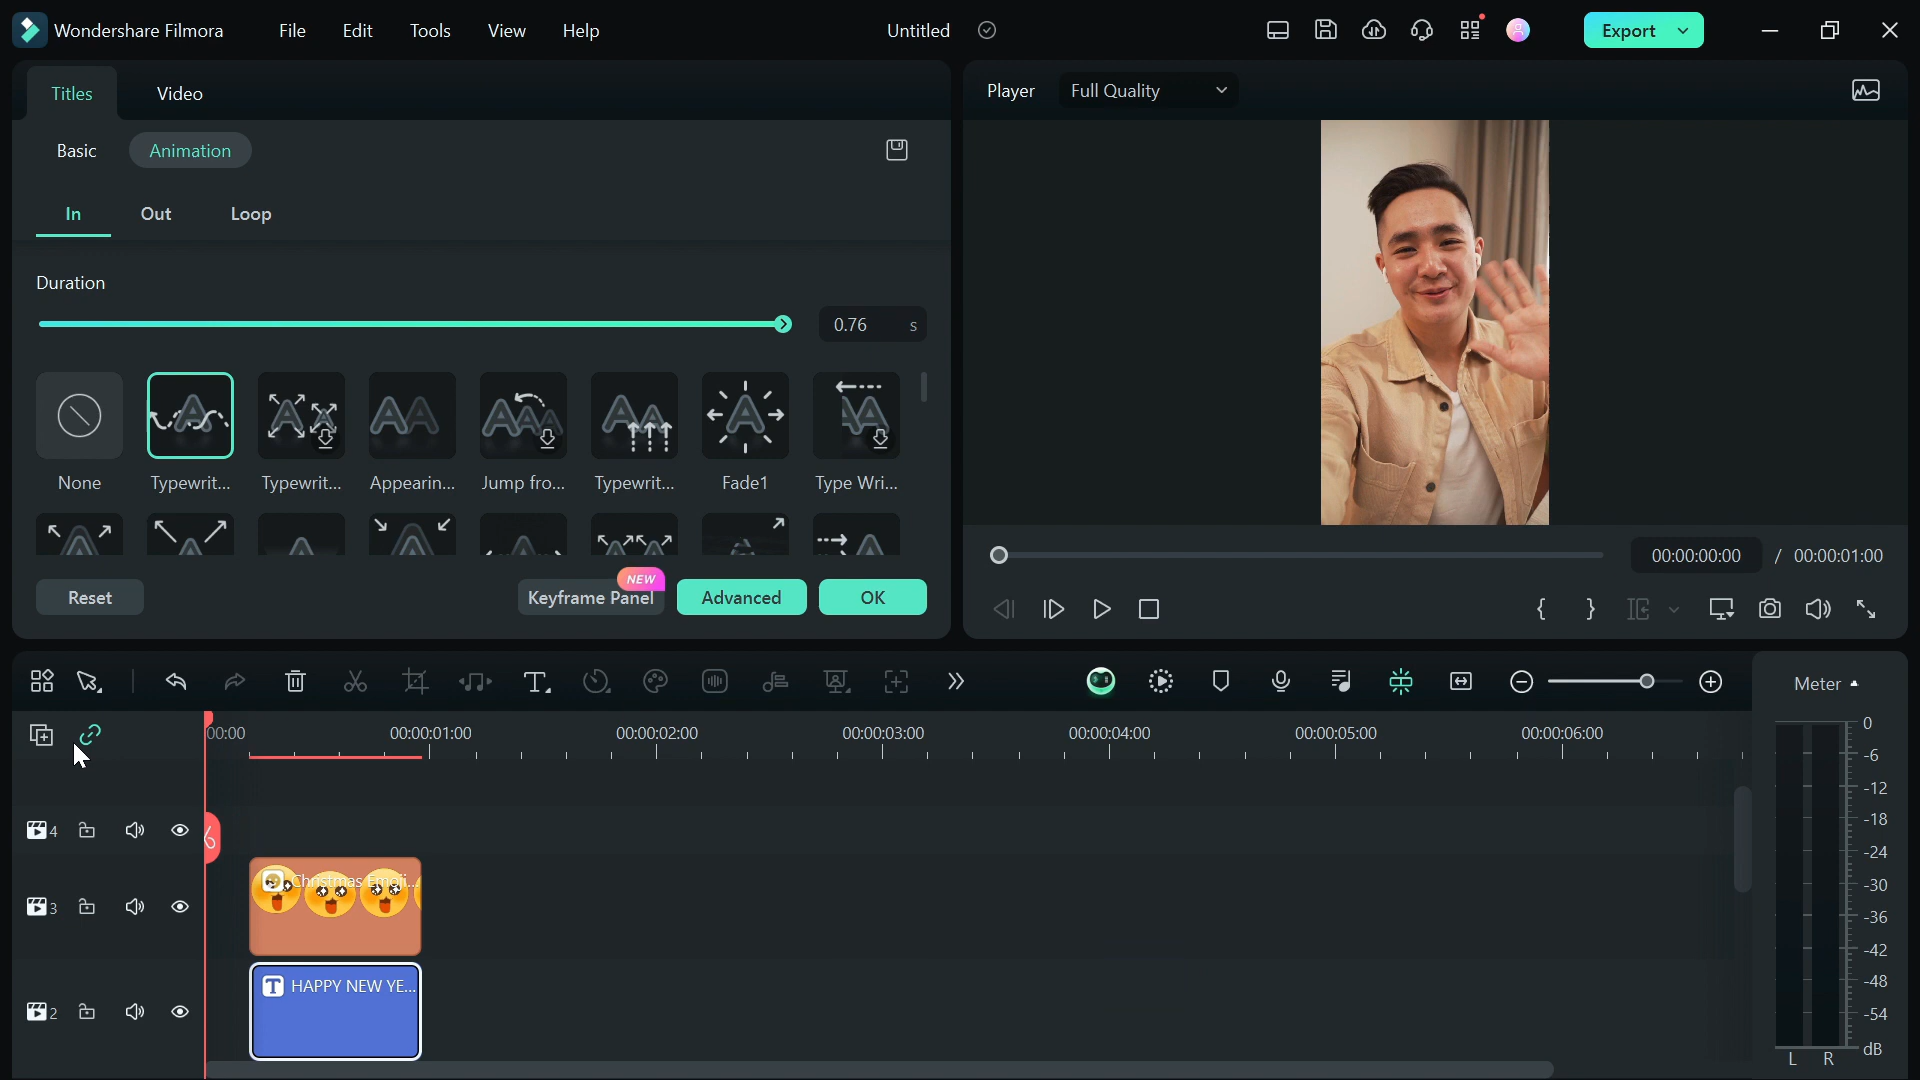 Wondershare Filmora
File
Edit
Tools
View
Help
Untitled
Export
Titles
Video
Player
Full Quality
Basic
Animation
In
Out
Loop
Duration
0.76
s
None
Typewrit...
Typewrit...
Appearin...
Jump fro...
Typewrit...
Fade1
Type Wri...
Reset
NEW
Keyframe Panel
Advanced
OK
00:00:00:00 / 00:00:01:00
Meter
00:00
00:00:01:00
00:00:02:00
00:00:03:00
00:00:04:00
00:00:05:00
00:00:06:00
0
-6
-12
-18
-24
-30
-36
-42
-48
-54
dB
L R
4
3
Christmas Emoji...
2
HAPPY NEW YE...